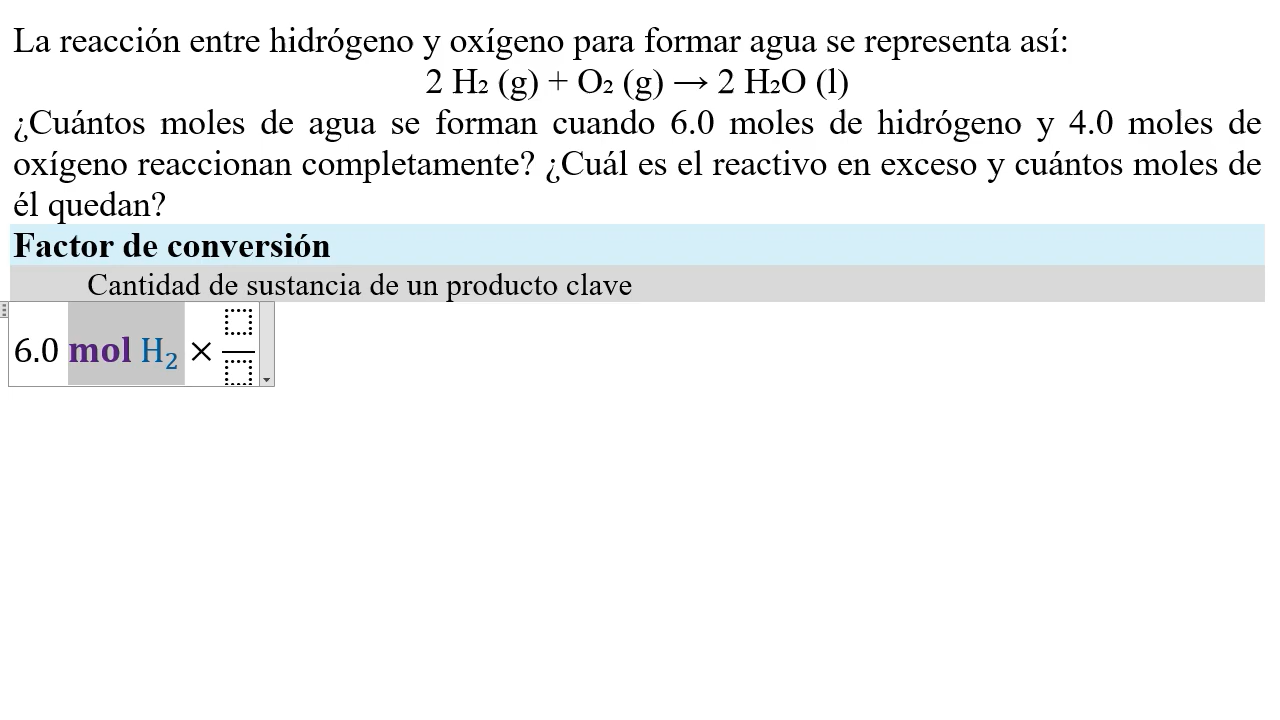 La reacción entre hidrógeno y oxígeno para formar agua se representa así:
2 H₂ (g) + O₂ (g) → 2 H₂O (l)
¿Cuántos moles de agua se forman cuando 6.0 moles de hidrógeno y 4.0 moles de
oxígeno reaccionan completamente? ¿Cuál es el reactivo en exceso y cuántos moles de
él quedan?
Factor de conversión
Cantidad de sustancia de un producto clave
6.0 mol H₂ ×